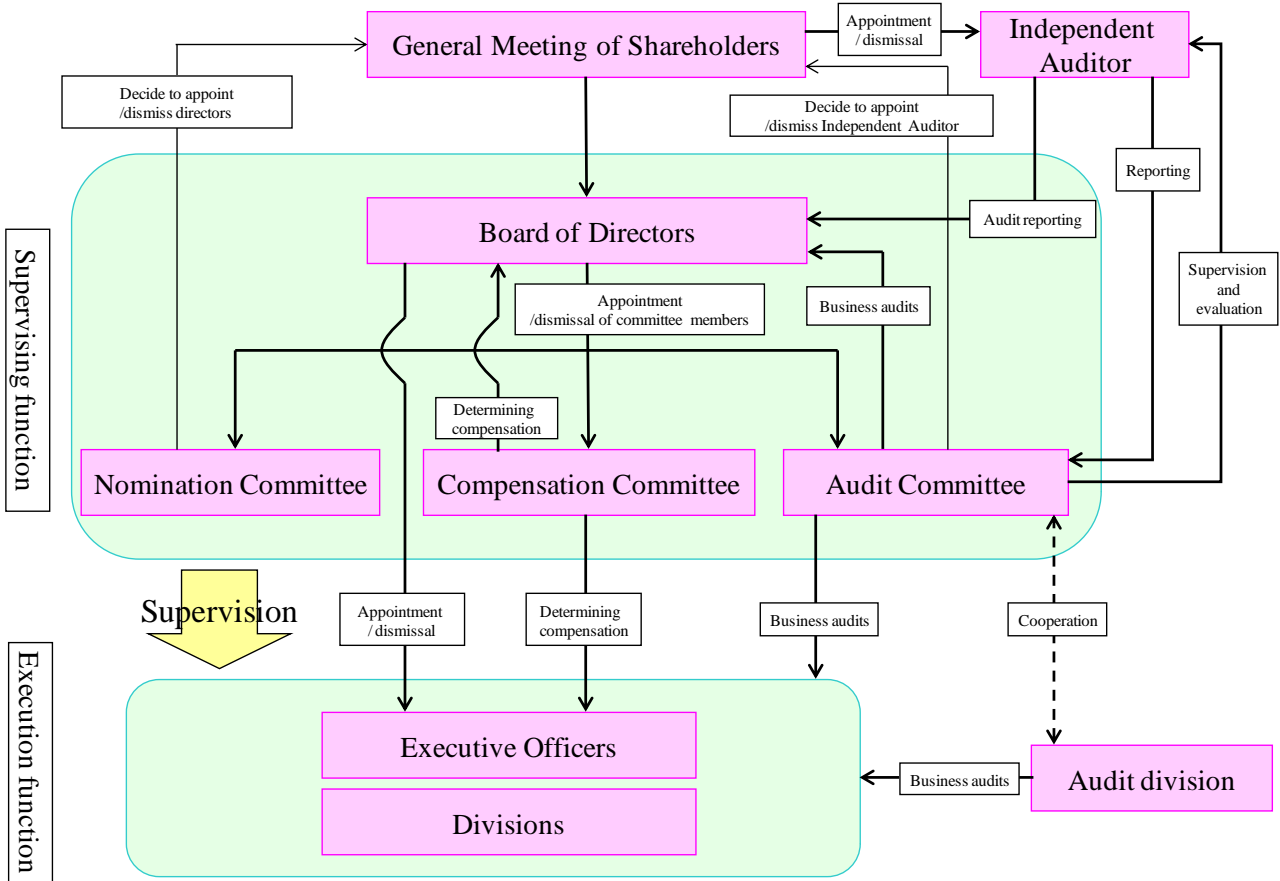 General Meeting of Shareholders
Appointment
/ dismissal
Independent
Auditor
Decide to appoint
/dismiss directors
Decide to appoint
/dismiss Independent Auditor
Reporting
Board of Directors
Audit reporting
Supervising function
Appointment
/dismissal of committee members
Business audits
Supervision
and
evaluation
Determining
compensation
Nomination Committee
Compensation Committee
Audit Committee
Supervision
Appointment
/ dismissal
Determining
compensation
Business audits
Cooperation
Execution function
Executive Officers
Business audits
Audit division
Divisions